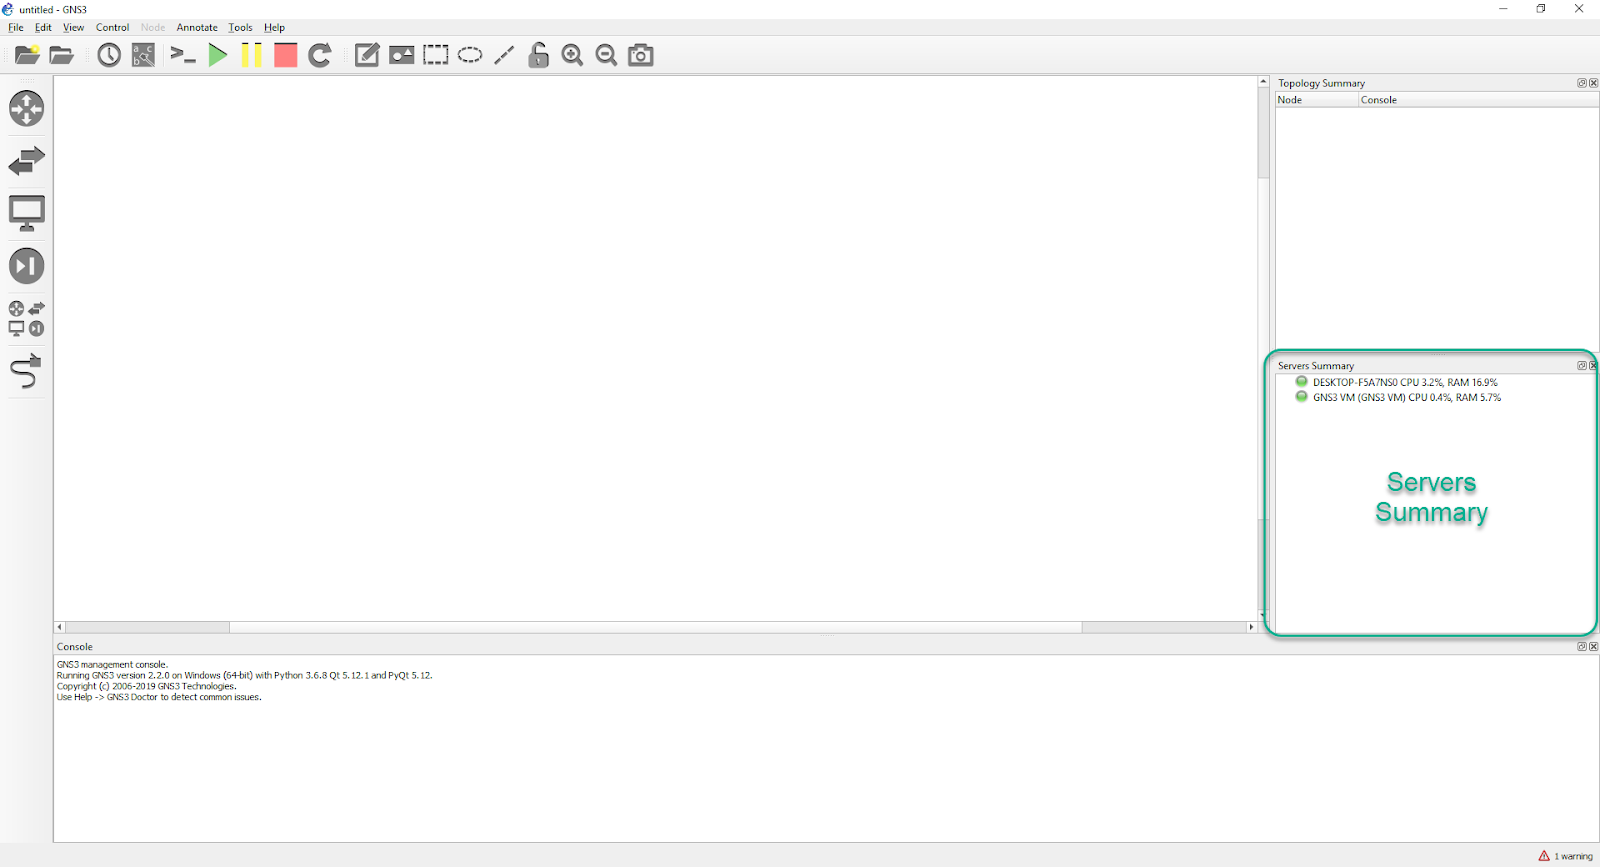 untitled - GNS3
File Edit View Control Node Annotate Tools Help
Topology Summary
Node Console
Servers Summary
DESKTOP-F5A7NS0 CPU 3.2%, RAM 16.9%
GNS3 VM (GNS3 VM) CPU 0.4%, RAM 5.7%
Servers
Summary
Console
GNS3 management console.
Running GNS3 version 2.2.0 on Windows (64-bit) with Python 3.6.8 Qt 5.12.1 and PyQt 5.12.
Copyright (c) 2006-2019 GNS3 Technologies.
Use Help -> GNS3 Doctor to detect common issues.
1 warning